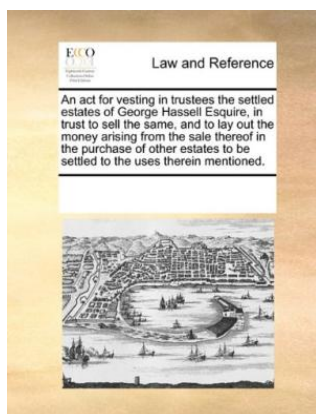 ECCO
Law and Reference
An act for vesting in trustees the settled
estates of George Hassell Esquire, in
trust to sell the same, and to lay out the
money arising from the sale thereof in
the purchase of other estates to be
settled to the uses therein mentioned.